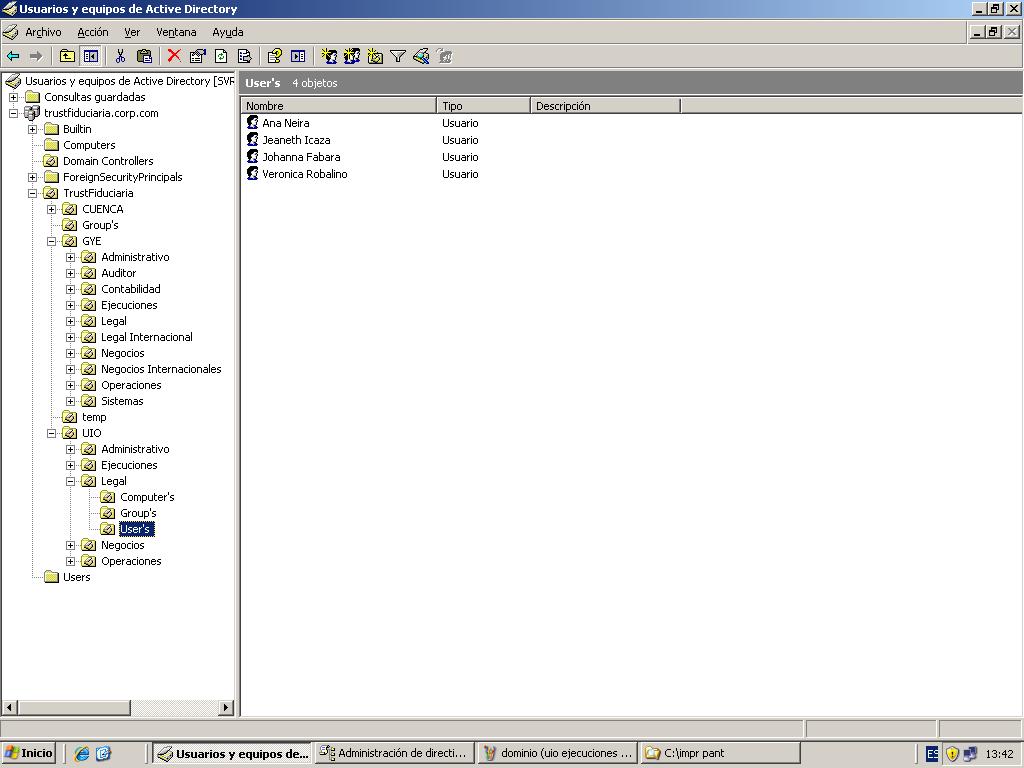 Usuarios y equipos de Active Directory
Archivo Acción Ver Ventana Ayuda
Usuarios y equipos de Active Directory [SVR
Consultas guardadas
trustfiduciaria.corp.com
Builtin
Computers
Domain Controllers
ForeignSecurityPrincipals
TrustFiduciaria
CUENCA
Group's
GYE
Administrativo
Auditor
Contabilidad
Ejecuciones
Legal
Legal Internacional
Negocios
Negocios Internacionales
Operaciones
Sistemas
temp
UIO
Administrativo
Ejecuciones
Legal
Computer's
Group's
User's
Negocios
Operaciones
Users
User's 4 objetos
Nombre Tipo Descripción
Ana Neira Usuario
Jeaneth Icaza Usuario
Johanna Fabara Usuario
Veronica Robalino Usuario
Inicio Usuarios y equipos de... Administración de directi... dominio (uio ejecuciones ... C:\impr pant ES 13:42